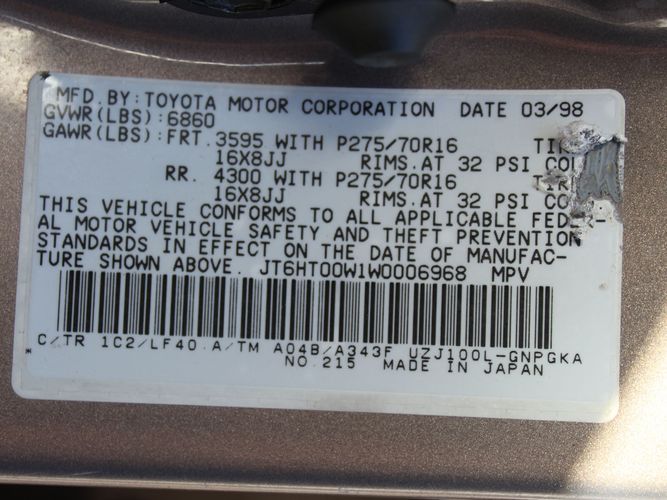 MFD. BY: TOYOTA MOTOR CORPORATION DATE 03/98
GVWR(LBS):6860
GAWR(LBS): FRT. 3595 WITH P275/70R16
16X8JJ RIMS. AT 32 PSI
RR. 4300 WITH P275/70R16
16X8JJ RIMS. AT 32 PSI
THIS VEHICLE CONFORMS TO ALL APPLICABLE FEDER-
AL MOTOR VEHICLE SAFETY AND THEFT PREVENTION
STANDARDS IN EFFECT ON THE DATE OF MANUFAC-
TURE SHOWN ABOVE. JT6HT00W1W0006968 MPV
C/TR 1C2/LF40 A/TM A04B/A343F UZJ100L-GNPGKA
NO.215 MADE IN JAPAN